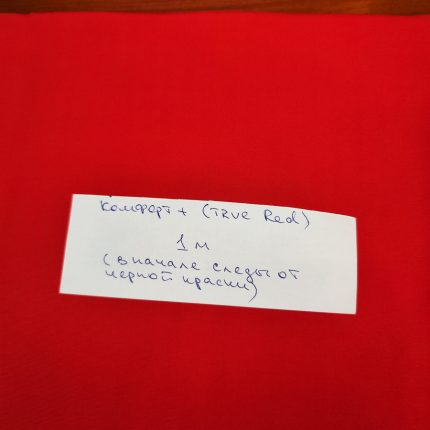 Комфорт + (True Red)
1 м
(вначале следы от
черной краски)